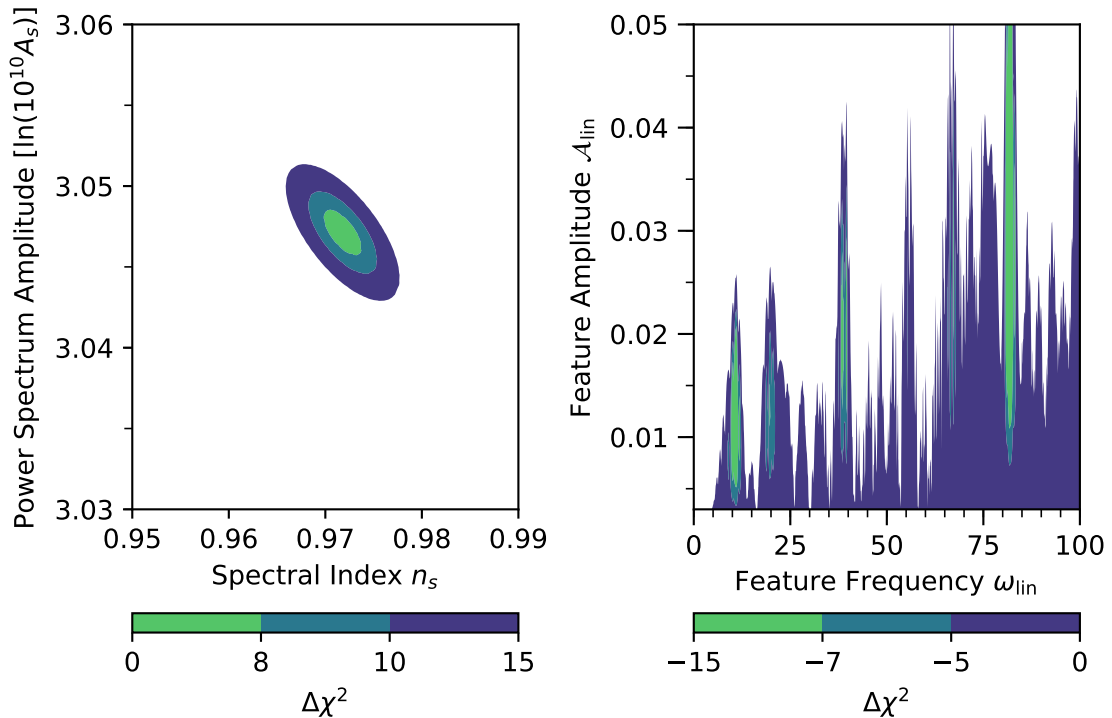 Power Spectrum Amplitude [ln(10¹⁰Aₛ)]
3.06
3.05
3.04
3.03
0.95 0.96 0.97 0.98 0.99
Spectral Index nₛ
0 8 10 15
Δχ²
Feature Amplitude 𝒜_lin
0.05
0.04
0.03
0.02
0.01
0 25 50 75 100
Feature Frequency ω_lin
−15 −7 −5 0
Δχ²